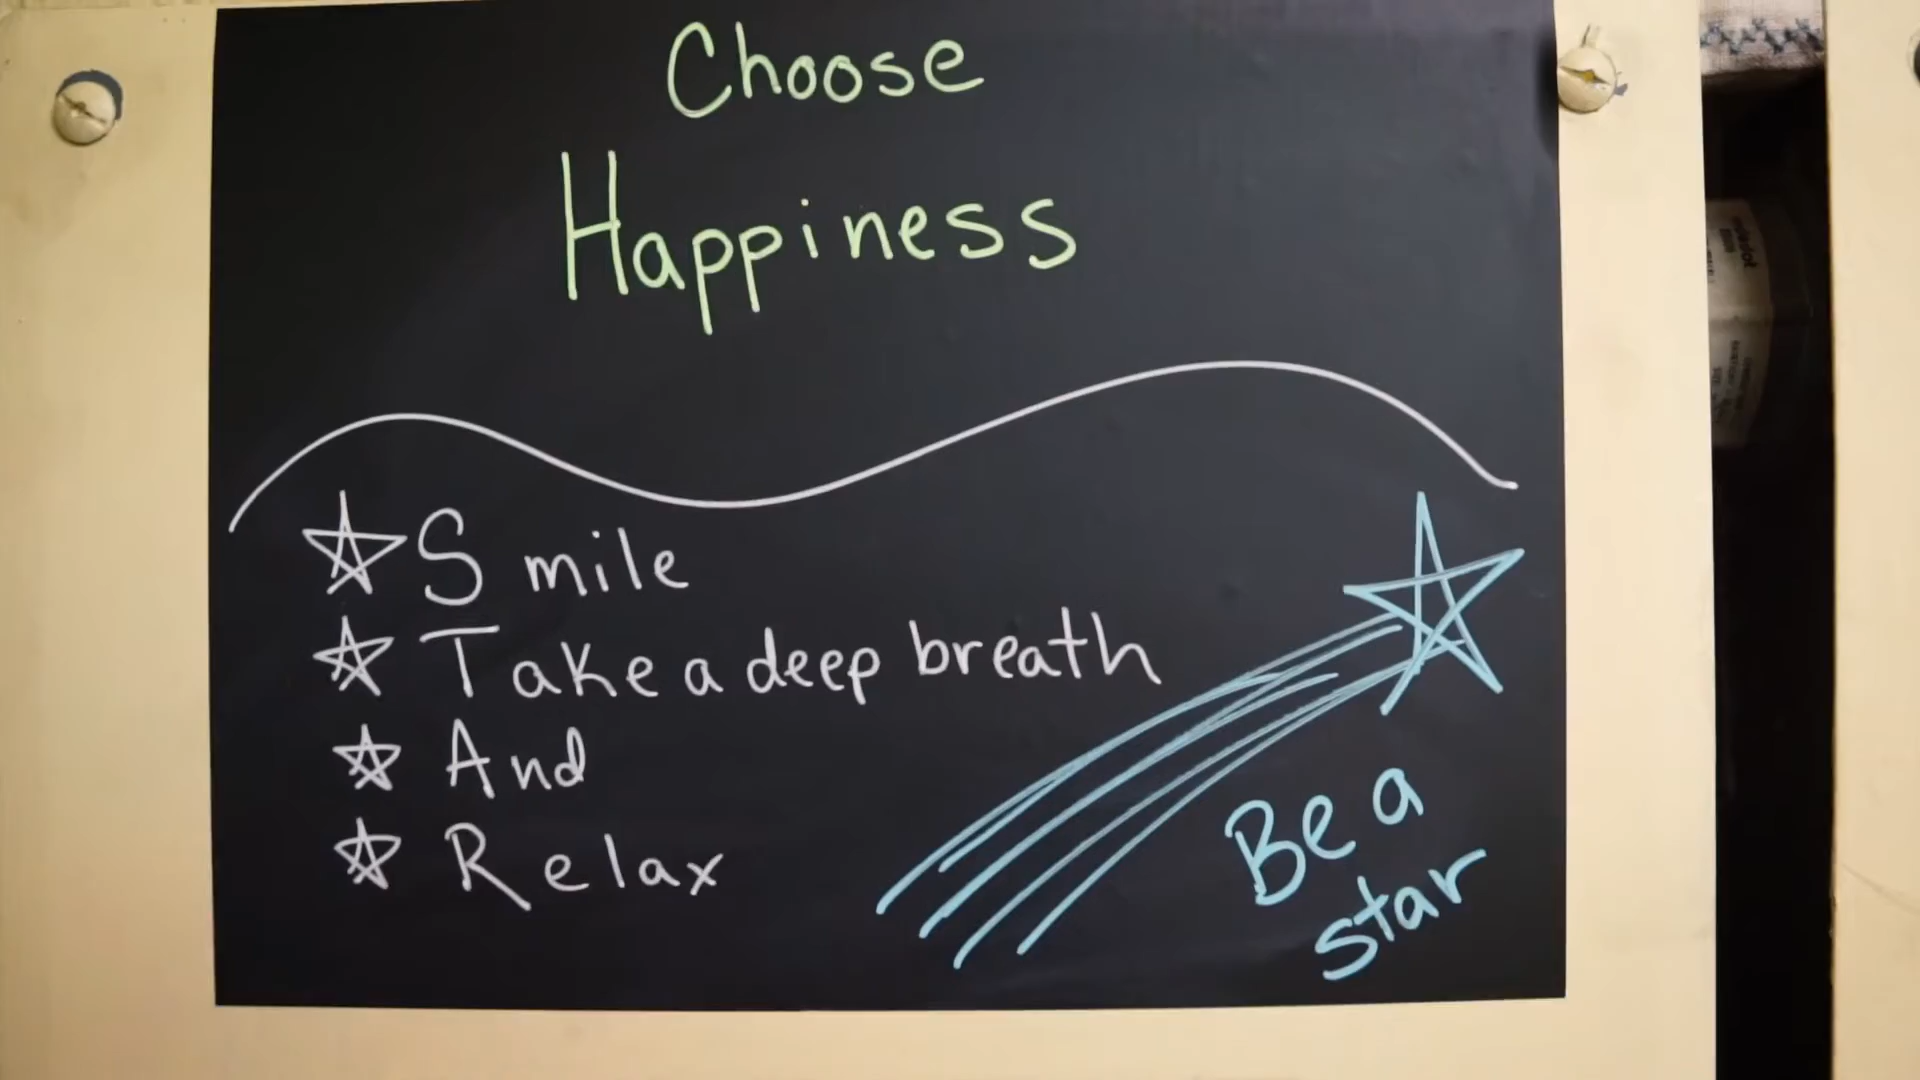 Choose
Happiness
Smile
Take a deep breath
And
Relax
Be a
star